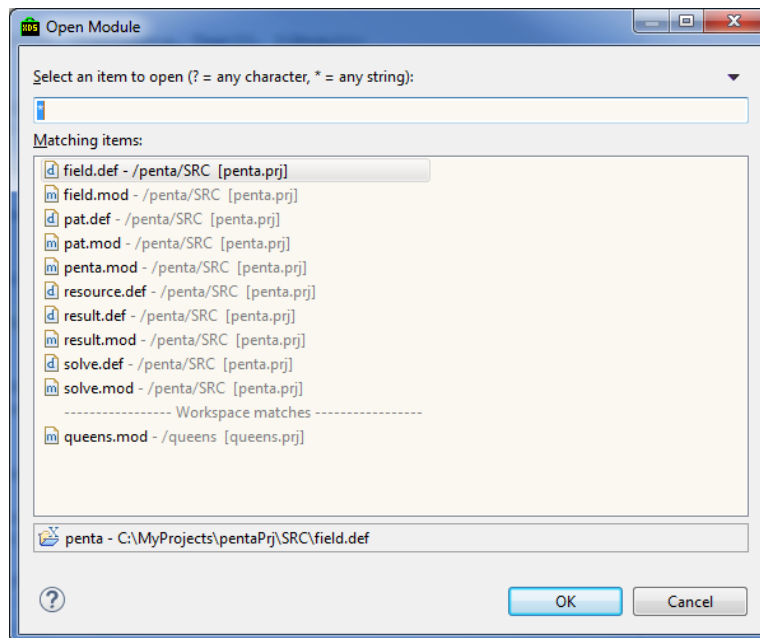 XDS Open Module
Select an item to open (? = any character, * = any string):
*
Matching items:
d field.def - /penta/SRC [penta.prj]
m field.mod - /penta/SRC [penta.prj]
d pat.def - /penta/SRC [penta.prj]
m pat.mod - /penta/SRC [penta.prj]
m penta.mod - /penta/SRC [penta.prj]
d resource.def - /penta/SRC [penta.prj]
d result.def - /penta/SRC [penta.prj]
m result.mod - /penta/SRC [penta.prj]
d solve.def - /penta/SRC [penta.prj]
m solve.mod - /penta/SRC [penta.prj]
----------------- Workspace matches -----------------
m queens.mod - /queens [queens.prj]
penta - C:\MyProjects\pentaPrj\SRC\field.def
? OK Cancel